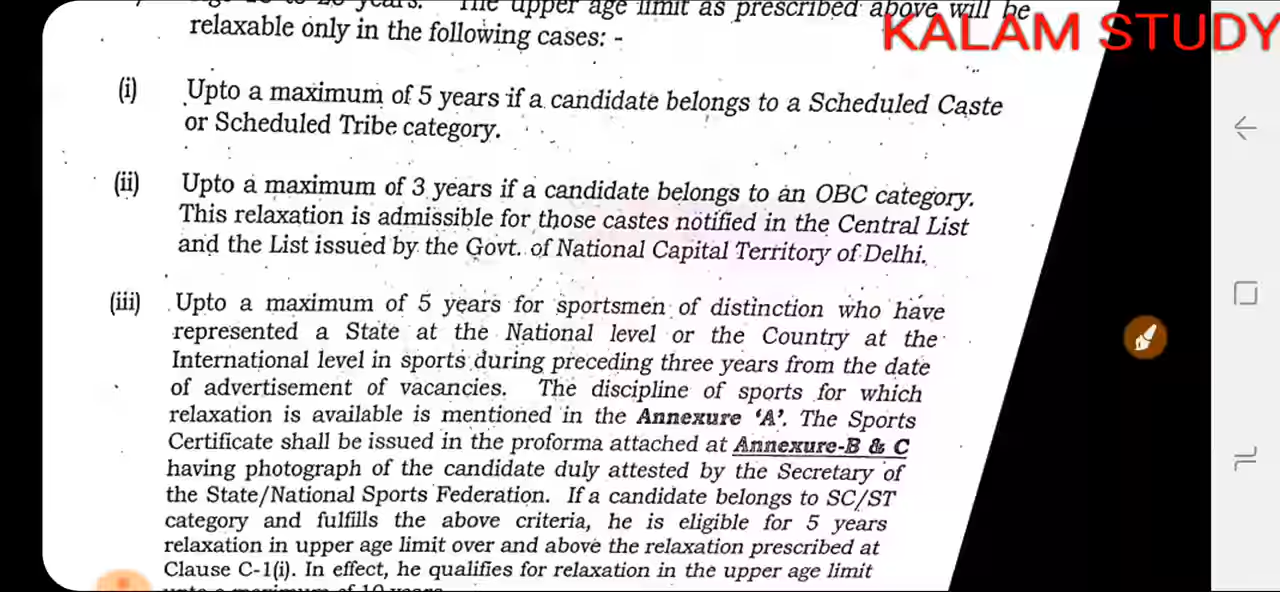 years. The upper age limit as prescribed above will be
relaxable only in the following cases: -
KALAM STUDY
(i) Upto a maximum of 5 years if a candidate belongs to a Scheduled Caste
or Scheduled Tribe category.
(ii) Upto a maximum of 3 years if a candidate belongs to an OBC category.
This relaxation is admissible for those castes notified in the Central List
and the List issued by the Govt. of National Capital Territory of Delhi.
(iii) Upto a maximum of 5 years for sportsmen of distinction who have
represented a State at the National level or the Country at the
International level in sports during preceding three years from the date
of advertisement of vacancies. The discipline of sports for which
relaxation is available is mentioned in the Annexure 'A'. The Sports
Certificate shall be issued in the proforma attached at Annexure-B & C
having photograph of the candidate duly attested by the Secretary of
the State/National Sports Federation. If a candidate belongs to SC/ST
category and fulfills the above criteria, he is eligible for 5 years
relaxation in upper age limit over and above the relaxation prescribed at
Clause C-1(i). In effect, he qualifies for relaxation in the upper age limit
of 10 years